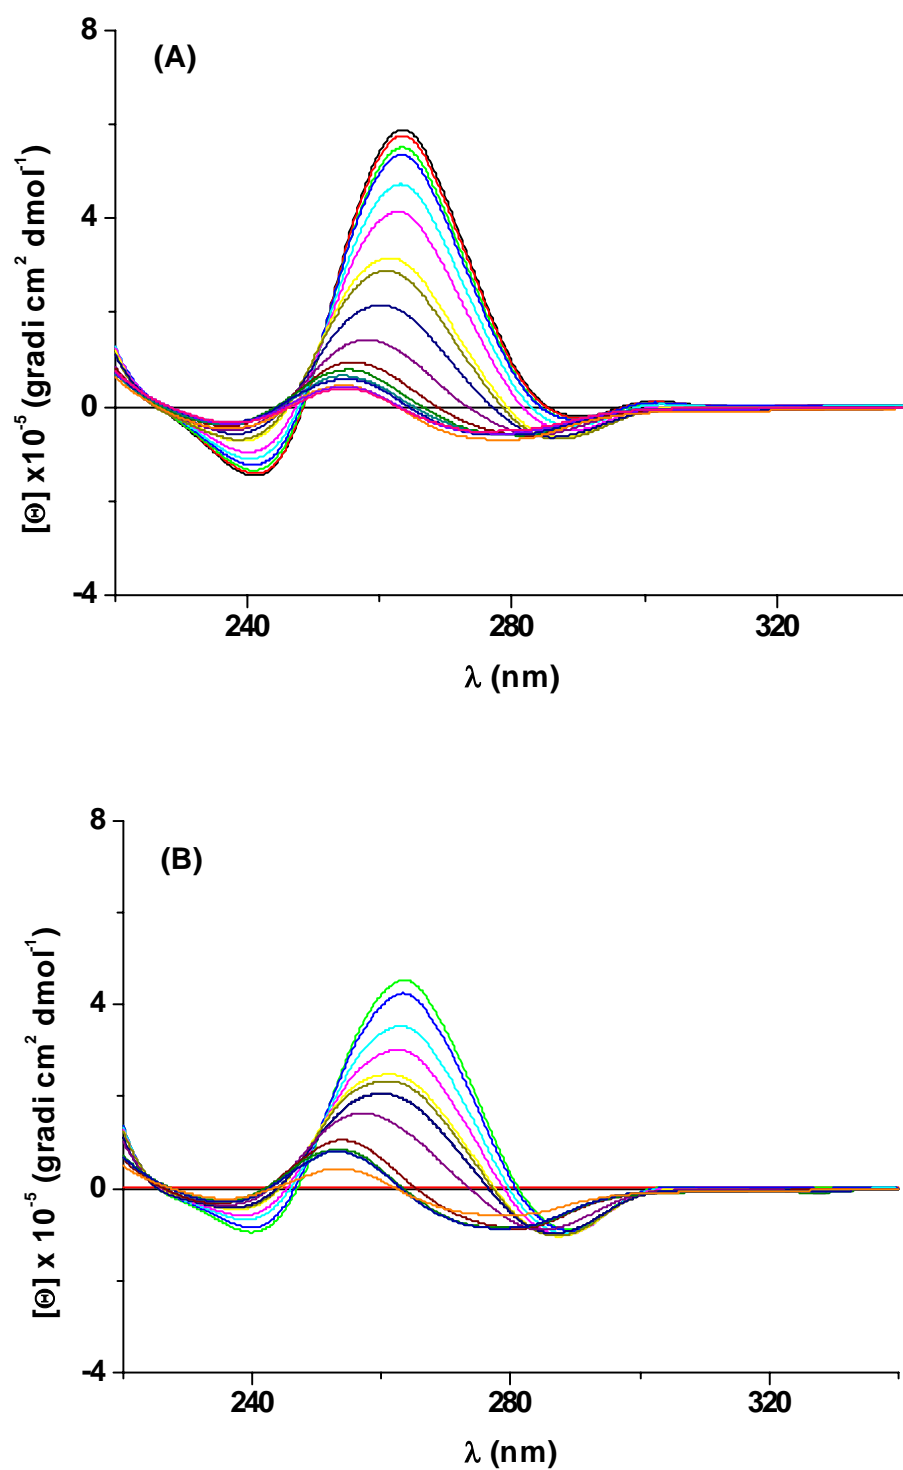 8
(A)
4
0
-4
[Θ] x10⁻⁵ (gradi cm² dmol⁻¹)
240 280 320
λ (nm)
8
(B)
4
0
-4
[Θ] x 10⁻⁵ (gradi cm² dmol⁻¹)
240 280 320
λ (nm)